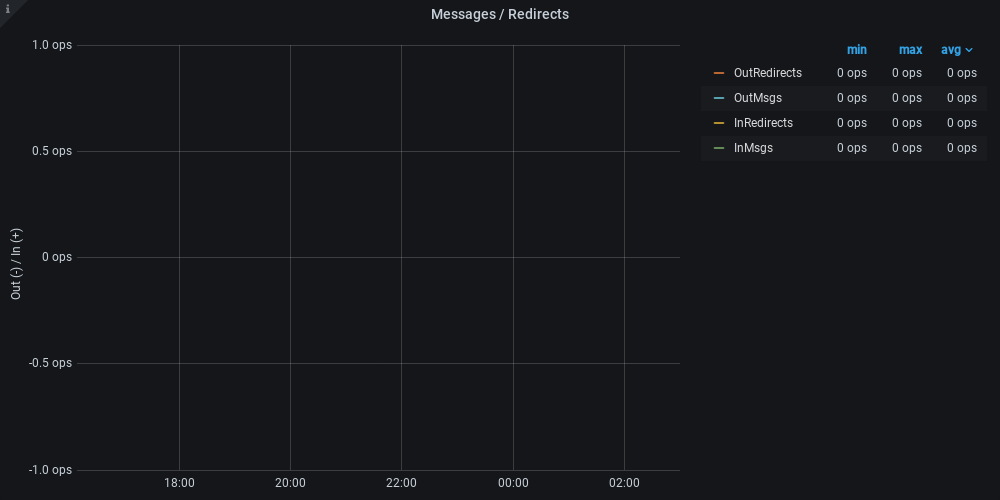 Messages / Redirects
Out (-) / In (+)
1.0 ops
0.5 ops
0 ops
-0.5 ops
-1.0 ops
18:00 20:00 22:00 00:00 02:00
min max avg
OutRedirects 0 ops 0 ops 0 ops
OutMsgs 0 ops 0 ops 0 ops
InRedirects 0 ops 0 ops 0 ops
InMsgs 0 ops 0 ops 0 ops